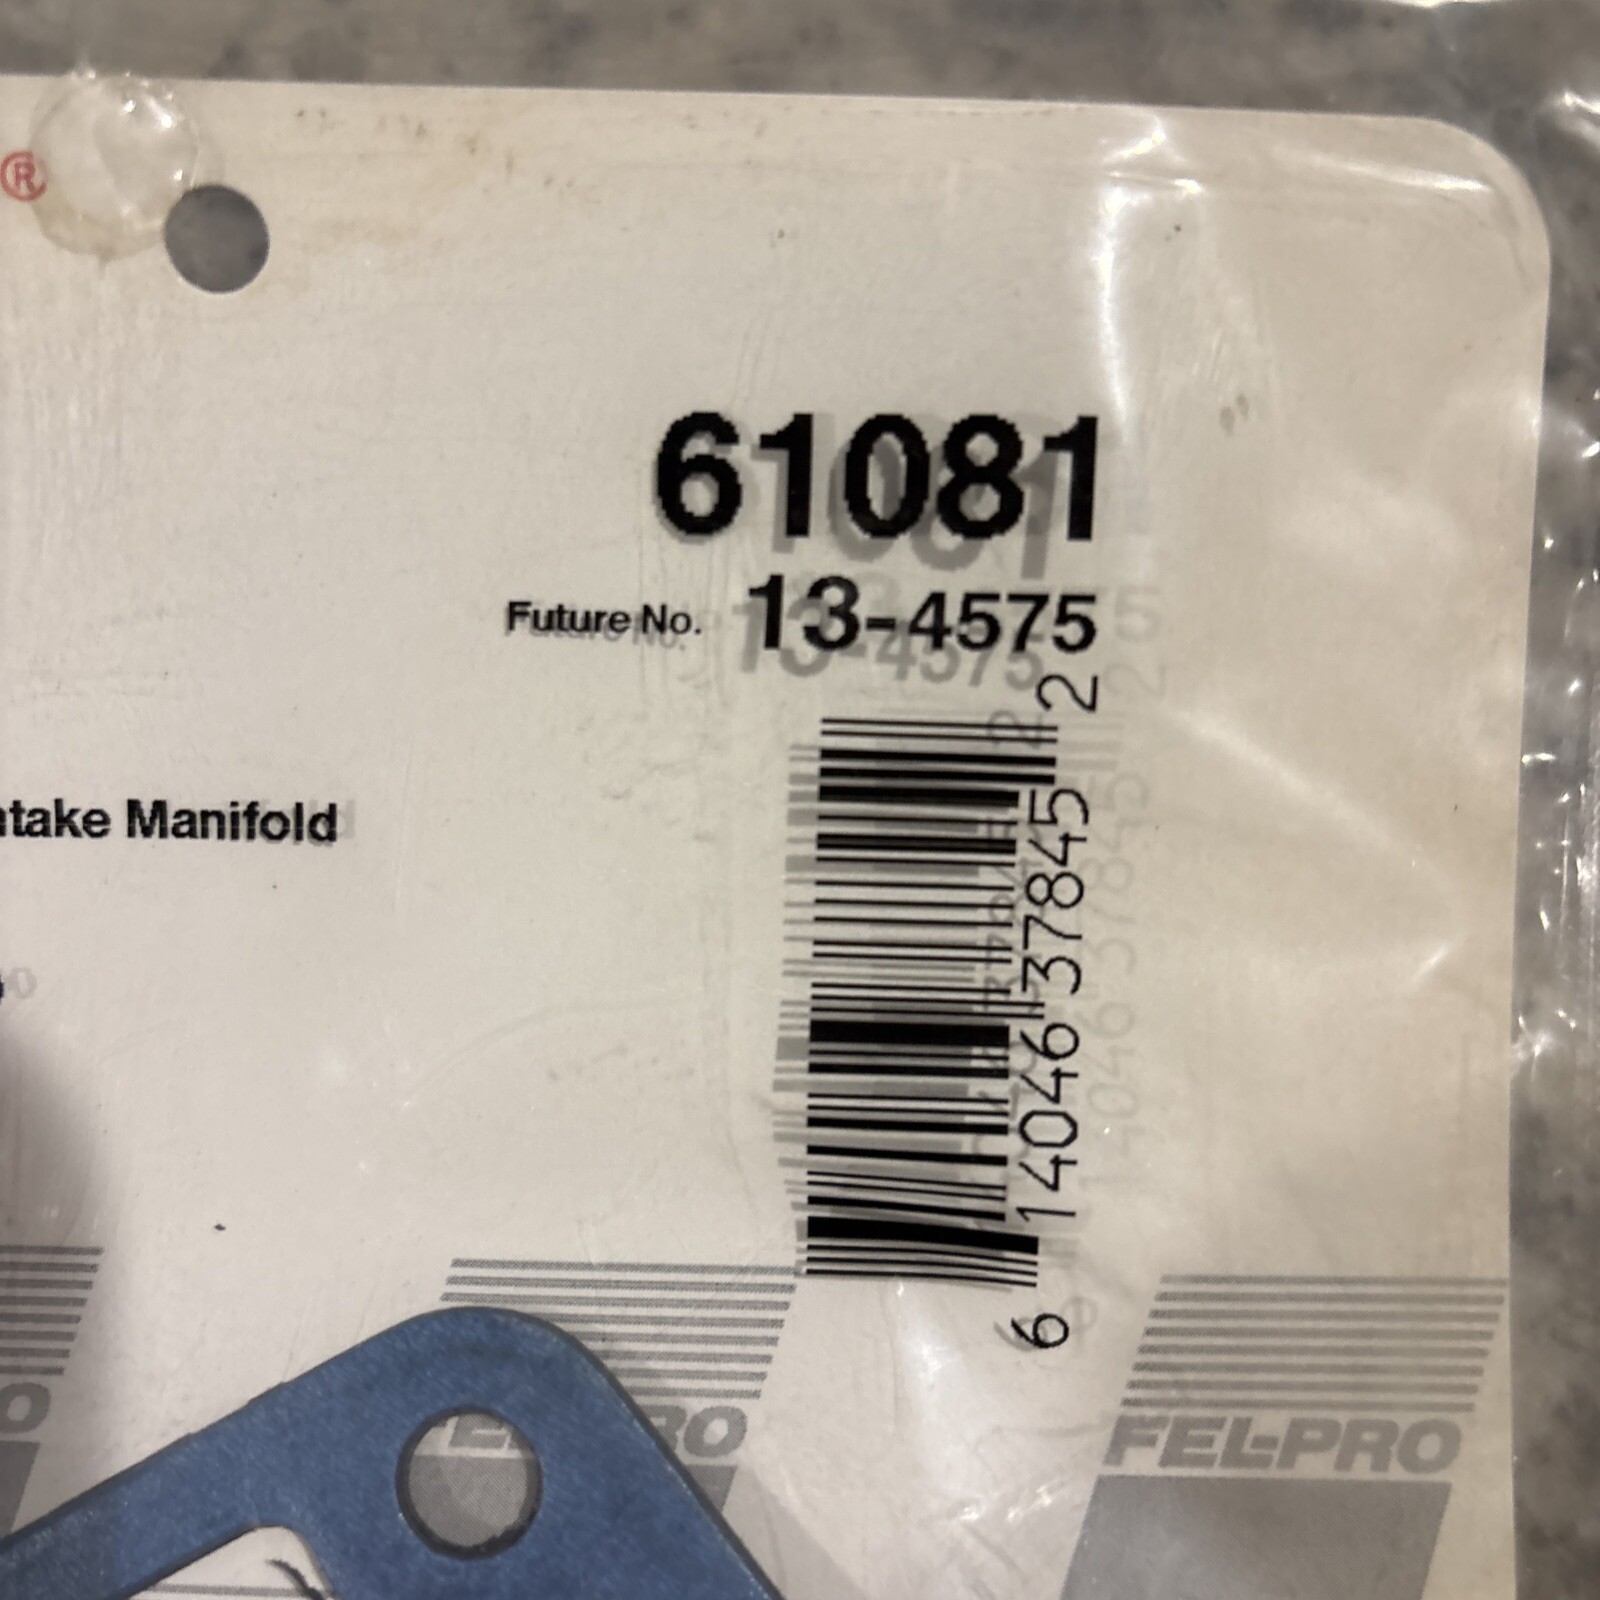 ®
61081
Future No. 13-4575
ntake Manifold
6 14046 37845 2
FEL-PRO